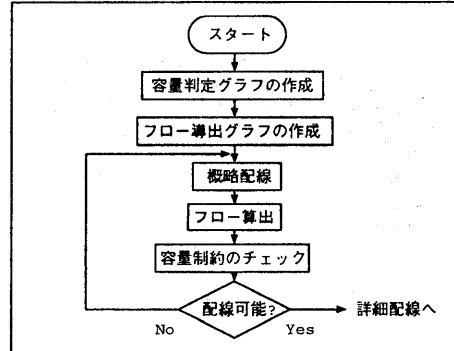 スタート
容量判定グラフの作成
フロー導出グラフの作成
概略配線
フロー算出
容量制約のチェック
配線可能?
詳細配線へ
No
Yes